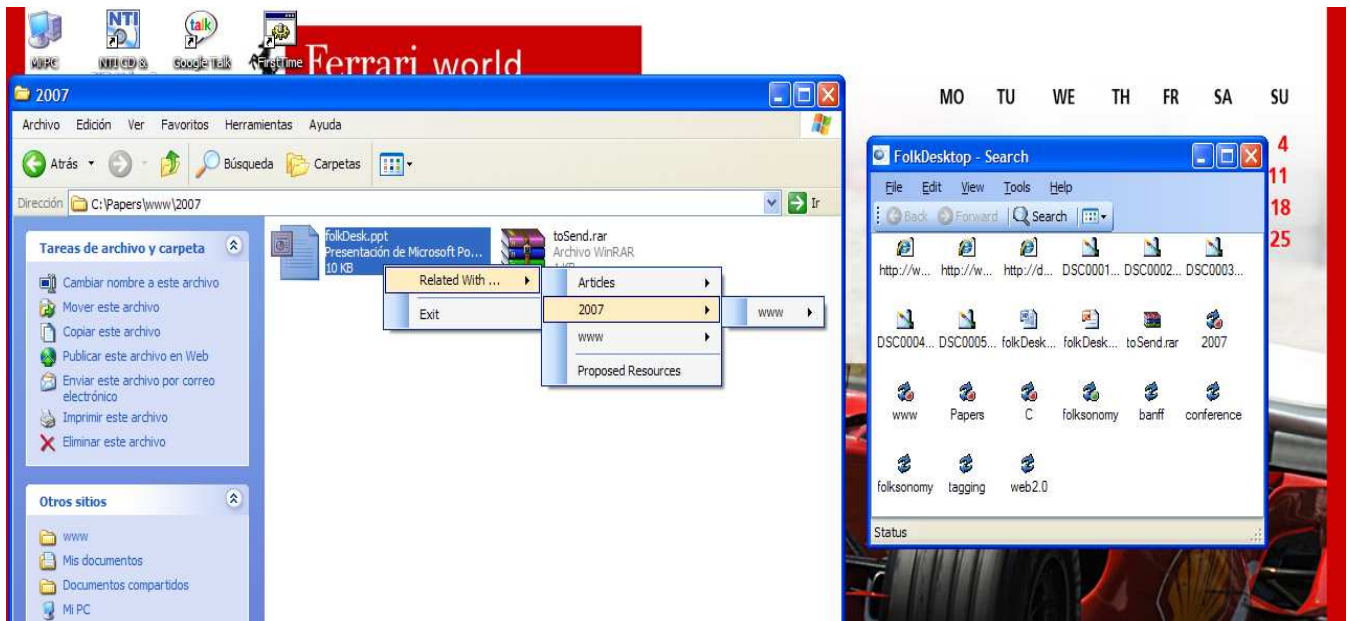 NTI
talk
Mi PC
NTI CD &
Google Talk
FirstTime
Ferrari world
2007
Archivo Edición Ver Favoritos Herramientas Ayuda
Atrás
Búsqueda
Carpetas
Dirección C:\Papers\www\2007
Ir
Tareas de archivo y carpeta
Cambiar nombre a este archivo
Mover este archivo
Copiar este archivo
Publicar este archivo en Web
Enviar este archivo por correo
electrónico
Imprimir este archivo
Eliminar este archivo
Otros sitios
www
Mis documentos
Documentos compartidos
Mi PC
folkDesk.ppt
Presentación de Microsoft Po...
10 KB
toSend.rar
Archivo WinRAR
Related With ...
Exit
Articles
2007
www
Proposed Resources
www
MO TU WE TH FR SA SU
4
11
18
25
FolkDesktop - Search
File Edit View Tools Help
Back Forward Search
http://w... http://w... http://d... DSC0001... DSC0002... DSC0003...
DSC0004... DSC0005... folkDesk... folkDesk... toSend.rar 2007
www Papers C folksonomy banff conference
folksonomy tagging web2.0
Status